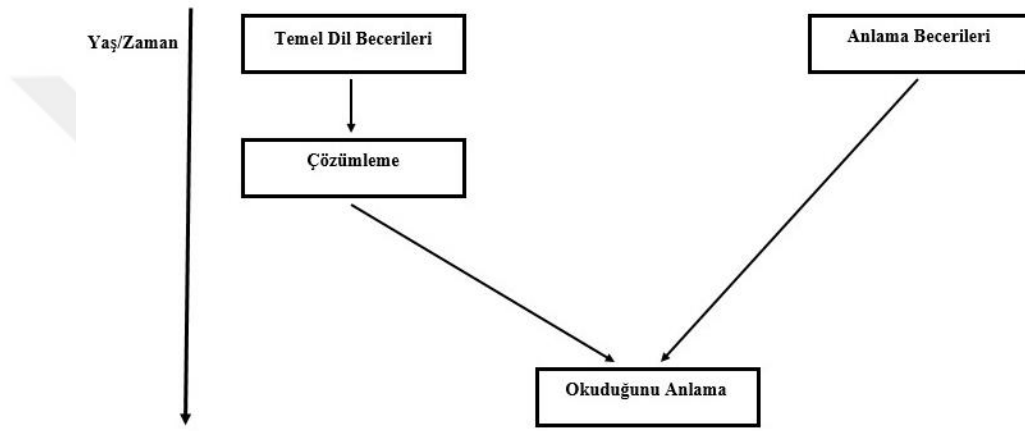 Yaş/Zaman
Temel Dil Becerileri
Anlama Becerileri
Çözümleme
Okuduğunu Anlama